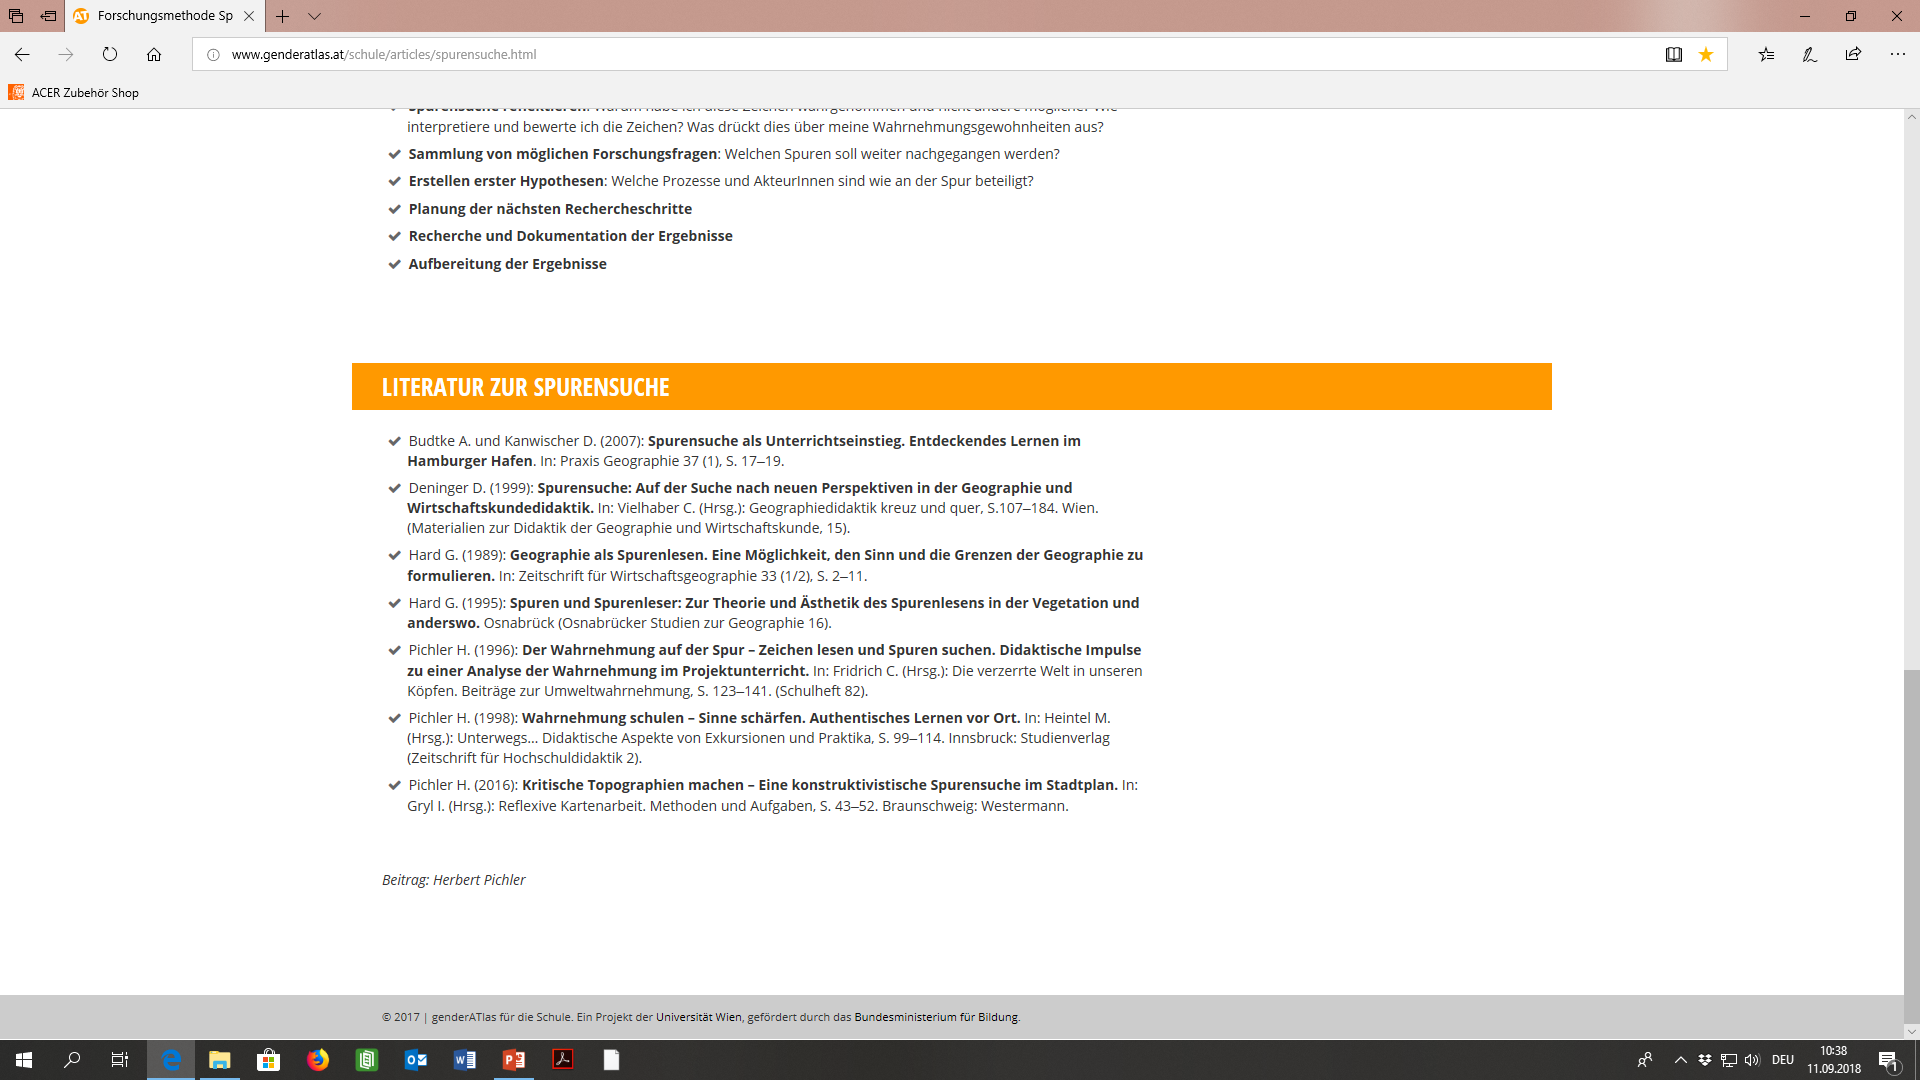 Forschungsmethode Sp
www.genderatlas.at/schule/articles/spurensuche.html
ACER Zubehör Shop
Spurensuche reflektieren: Warum habe ich diese Zeichen wahrgenommen und nicht andere mögliche? Wie
interpretiere und bewerte ich die Zeichen? Was drückt dies über meine Wahrnehmungsgewohnheiten aus?
Sammlung von möglichen Forschungsfragen: Welchen Spuren soll weiter nachgegangen werden?
Erstellen erster Hypothesen: Welche Prozesse und AkteurInnen sind wie an der Spur beteiligt?
Planung der nächsten Rechercheschritte
Recherche und Dokumentation der Ergebnisse
Aufbereitung der Ergebnisse
LITERATUR ZUR SPURENSUCHE
Budtke A. und Kanwischer D. (2007): Spurensuche als Unterrichtseinstieg. Entdeckendes Lernen im
Hamburger Hafen. In: Praxis Geographie 37 (1), S. 17–19.
Deninger D. (1999): Spurensuche: Auf der Suche nach neuen Perspektiven in der Geographie und
Wirtschaftskundedidaktik. In: Vielhaber C. (Hrsg.): Geographiedidaktik kreuz und quer, S.107–184. Wien.
(Materialien zur Didaktik der Geographie und Wirtschaftskunde, 15).
Hard G. (1989): Geographie als Spurenlesen. Eine Möglichkeit, den Sinn und die Grenzen der Geographie zu
formulieren. In: Zeitschrift für Wirtschaftsgeographie 33 (1/2), S. 2–11.
Hard G. (1995): Spuren und Spurenleser: Zur Theorie und Ästhetik des Spurenlesens in der Vegetation und
anderswo. Osnabrück (Osnabrücker Studien zur Geographie 16).
Pichler H. (1996): Der Wahrnehmung auf der Spur – Zeichen lesen und Spuren suchen. Didaktische Impulse
zu einer Analyse der Wahrnehmung im Projektunterricht. In: Fridrich C. (Hrsg.): Die verzerrte Welt in unseren
Köpfen. Beiträge zur Umweltwahrnehmung, S. 123–141. (Schulheft 82).
Pichler H. (1998): Wahrnehmung schulen – Sinne schärfen. Authentisches Lernen vor Ort. In: Heintel M.
(Hrsg.): Unterwegs... Didaktische Aspekte von Exkursionen und Praktika, S. 99–114. Innsbruck: Studienverlag
(Zeitschrift für Hochschuldidaktik 2).
Pichler H. (2016): Kritische Topographien machen – Eine konstruktivistische Spurensuche im Stadtplan. In:
Gryl I. (Hrsg.): Reflexive Kartenarbeit. Methoden und Aufgaben, S. 43–52. Braunschweig: Westermann.
Beitrag: Herbert Pichler
© 2017 | genderATlas für die Schule. Ein Projekt der Universität Wien, gefördert durch das Bundesministerium für Bildung.
DEU
10:38
11.09.2018
1